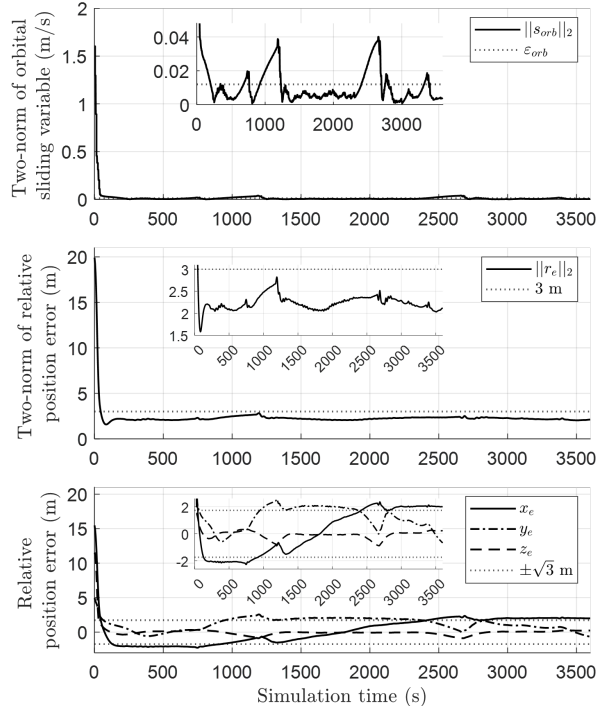 Two-norm of orbital
sliding variable (m/s)
2
1.5
1
0.5
0
0 500 1000 1500 2000 2500 3000 3500
0.04
0.02
0
0 1000 2000 3000
||s_orb||_2
ε_orb
Two-norm of relative
position error (m)
20
15
10
5
0
0 500 1000 1500 2000 2500 3000 3500
3
2.5
2
1.5
0 500 1000 1500 2000 2500 3000 3500
||r_e||_2
3 m
Relative
position error (m)
20
15
10
5
0
0 500 1000 1500 2000 2500 3000 3500
2
0
-2
0 500 1000 1500 2000 2500 3000 3500
x_e
y_e
z_e
±√3 m
Simulation time (s)